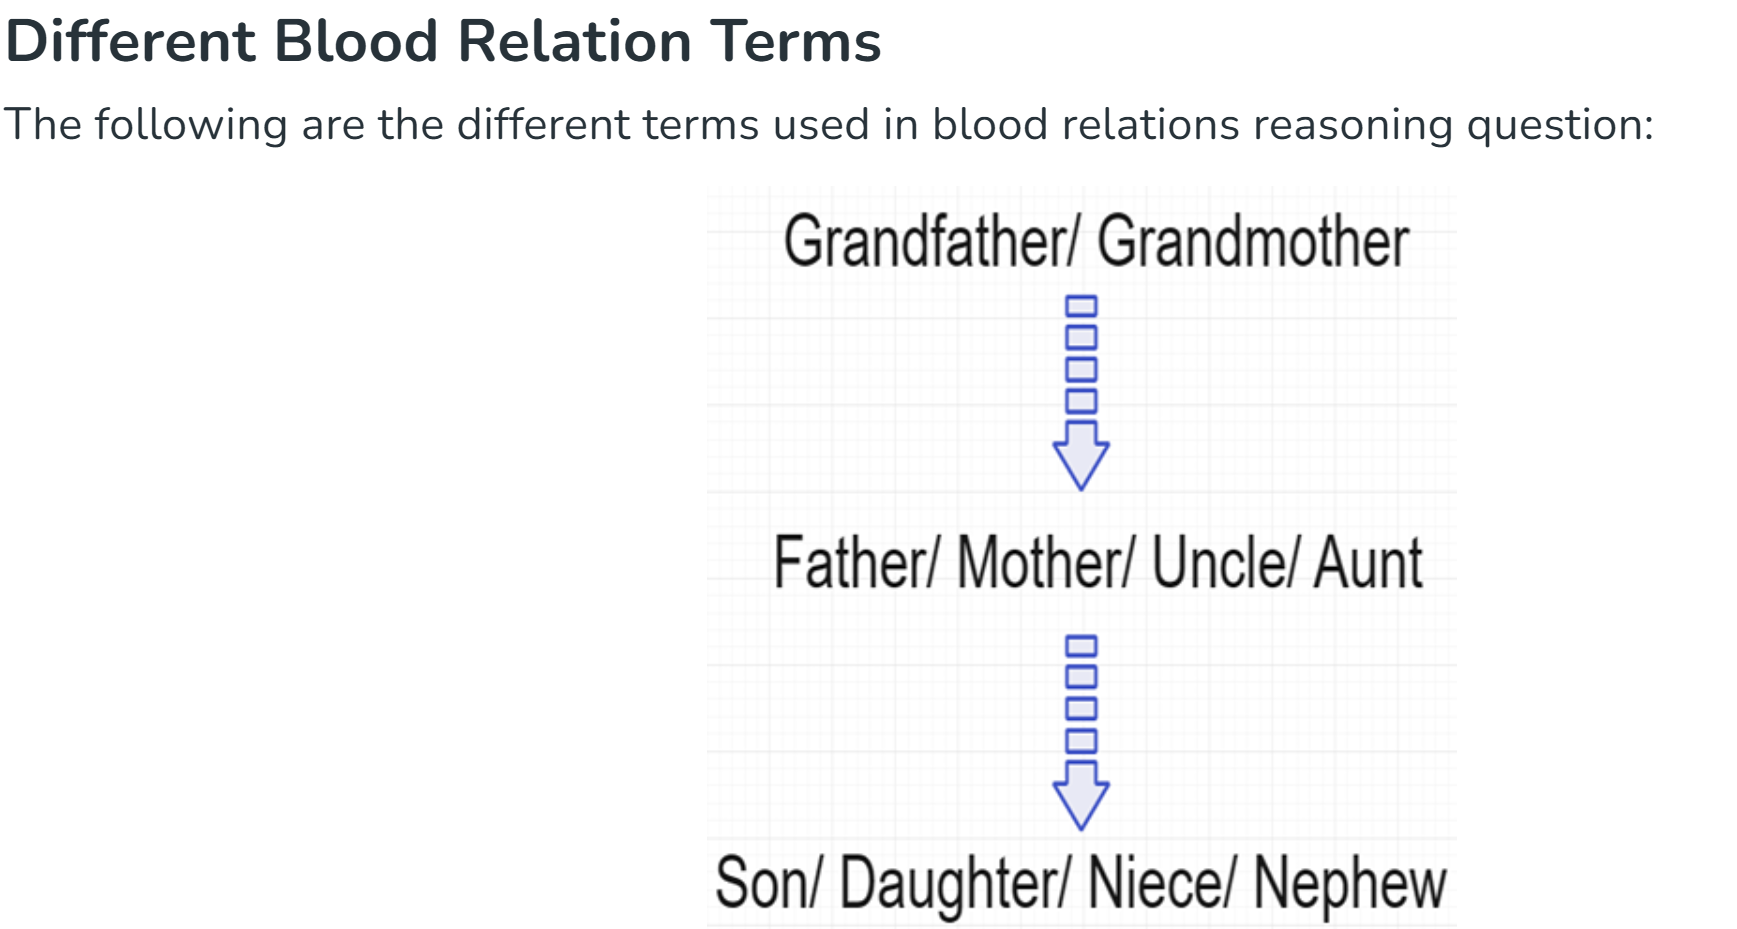 Different Blood Relation Terms
The following are the different terms used in blood relations reasoning question:
Grandfather/ Grandmother
Father/ Mother/ Uncle/ Aunt
Son/ Daughter/ Niece/ Nephew